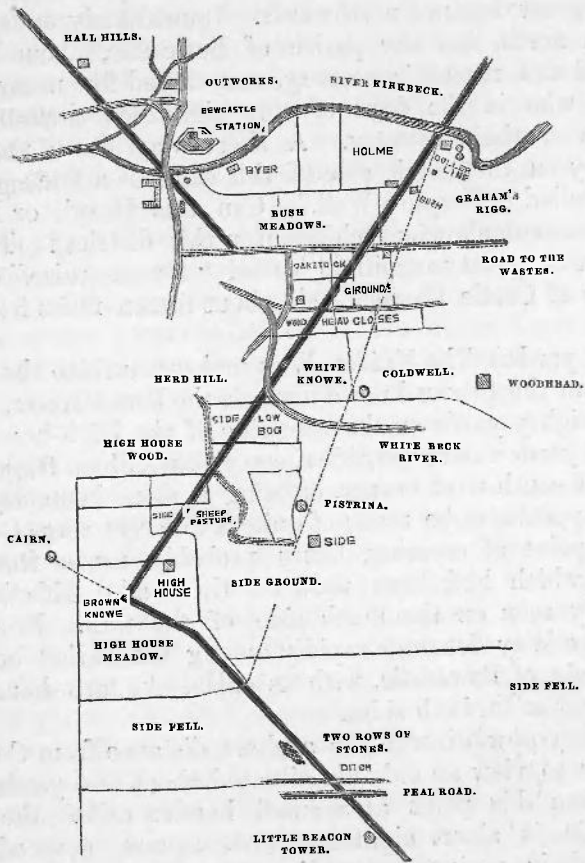 HALL HILLS.
OUTWORKS.
RIVER KIRKBECK.
BEWCASTLE
STATION.
BYER
HOLME
GRAHAM'S
RIGG.
BUSH
MEADOWS.
ROAD TO THE
WASTES.
GROUNDS
HEAD CLOSES
WHITE
KNOWE.
COLDWELL.
WOODHEAD.
HERD HILL.
SIDE
LOW
BOG
HIGH HOUSE
WOOD.
WHITE BECK
RIVER.
SIDE
SHEEP
PASTURE
PISTRINA.
SIDE
CAIRN.
HIGH
HOUSE
SIDE GROUND.
BROWN
KNOWE
HIGH HOUSE
MEADOW.
SIDE FELL.
SIDE FELL.
TWO ROWS OF
STONES.
DITCH
PEAL ROAD.
LITTLE BEACON
TOWER.